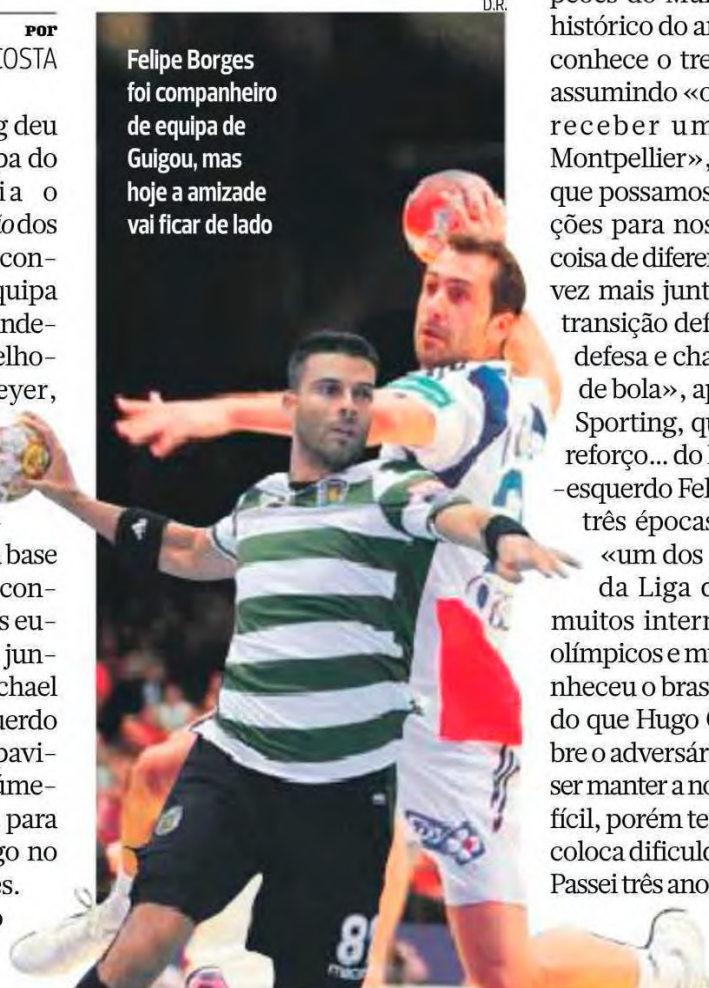 D.R.
por
COSTA
g deu
pa do
ia o
io dos
con-
quipa
nde-
elho-
eyer,
-
base
con-
s eu-
jun-
chael
uerdo
pavi-
úme-
para
go no
es.
o
Felipe Borges
foi companheiro
de equipa de
Guigou, mas
hoje a amizade
vai ficar de lado
8
histórico do a
conhece o tre
assumindo «o
receber um
Montpellier»,
que possamos
ções para nos
coisa de difere
vez mais junt
transição def
defesa e cha
de bola», ap
Sporting, qu
reforço... do
-esquerdo Fel
três épocas
«um dos
da Liga d
muitos intern
olímpicos e m
nheceu o bras
do que Hugo
bre o adversár
ser manter a no
fícil, porém te
coloca dificul
Passei três ano